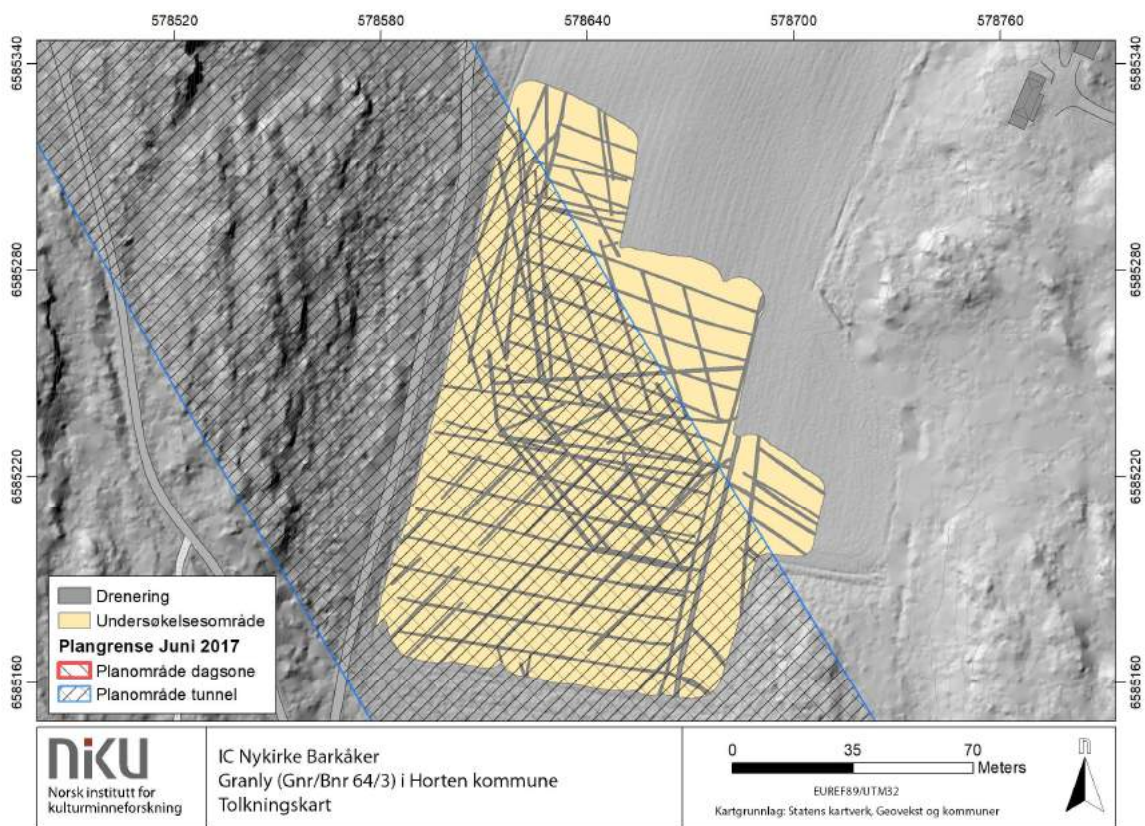 578520 578580 578640 578700 578760
6585340 6585340
6585280 6585280
6585220 6585220
6585160 6585160
Drenering
Undersøkelsesområde
Plangrense Juni 2017
Planområde dagsone
Planområde tunnel
NIKU
Norsk institutt for
kulturminneforskning
IC Nykirke Barkåker
Granly (Gnr/Bnr 64/3) i Horten kommune
Tolkningskart
0 35 70
Meters
EUREF89/UTM32
Kartgrunnlag: Statens kartverk, Geovekst og kommuner
n